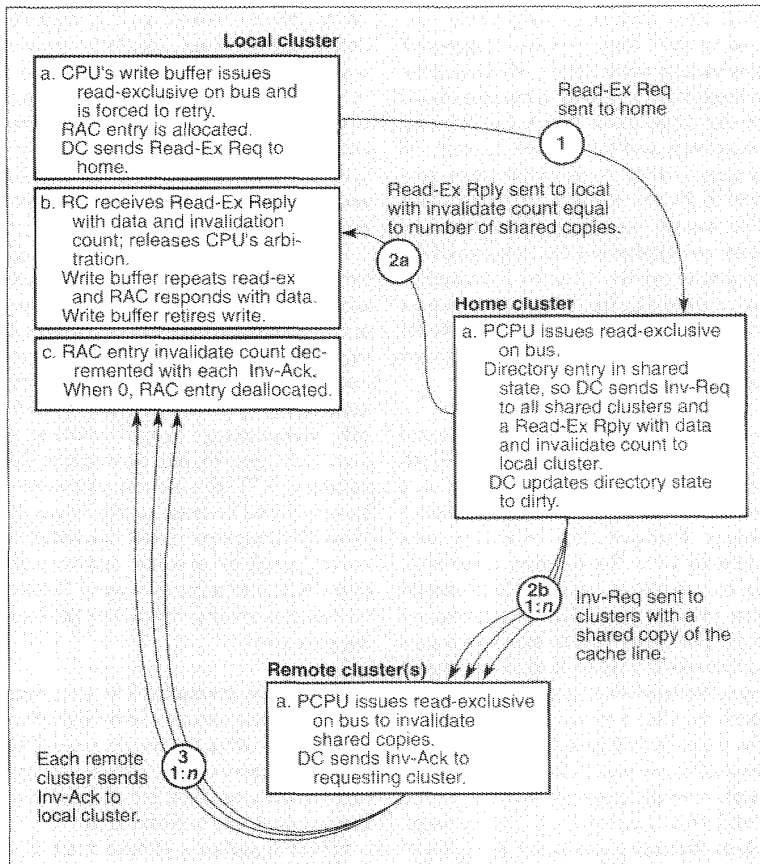 Local cluster
a. CPU's write buffer issues
read-exclusive on bus and
is forced to retry.
RAC entry is allocated.
DC sends Read-Ex Req to
home.
Read-Ex Req
sent to home
1
b. RC receives Read-Ex Reply
with data and invalidation
count; releases CPU's arbi-
tration.
Write buffer repeats read-ex
and RAC responds with data.
Write buffer retires write.
Read-Ex Rply sent to local
with invalidate count equal
to number of shared copies.
2a
c. RAC entry invalidate count dec-
remented with each Inv-Ack.
When 0, RAC entry deallocated.
Home cluster
a. PCPU issues read-exclusive
on bus.
Directory entry in shared
state, so DC sends Inv-Req
to all shared clusters and
a Read-Ex Rply with data
and invalidate count to
local cluster.
DC updates directory state
to dirty.
2b
1:n
Inv-Req sent to
clusters with a
shared copy of the
cache line.
Remote cluster(s)
a. PCPU issues read-exclusive
on bus to invalidate
shared copies.
DC sends Inv-Ack to
requesting cluster.
Each remote
cluster sends
Inv-Ack to
local cluster.
3
1:n